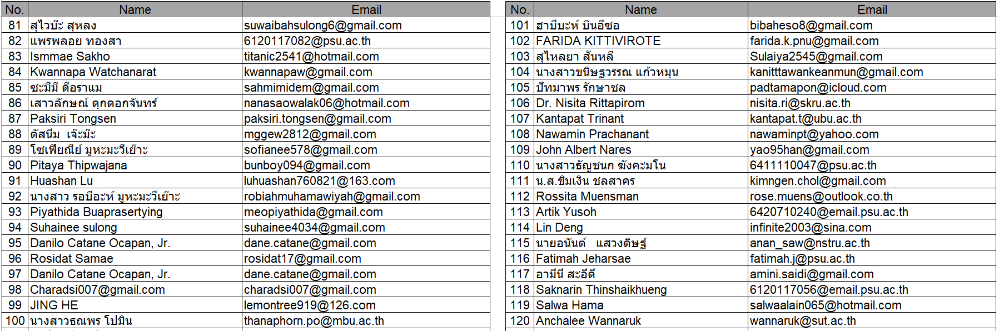 No. Name Email
81 สุไวบ๊ะ สุหลง suwaibahsulong6@gmail.com
82 แพรพลอย ทองสา 6120117082@psu.ac.th
83 Ismmae Sakho titanic2541@hotmail.com
84 Kwannapa Watchanarat kwannapaw@gmail.com
85 ซะมีมี ดือราแม sahmimidem@gmail.com
86 เสาวลักษณ์ ดุกดอกจันทร์ nanasaowalak06@hotmail.com
87 Paksiri Tongsen paksiri.tongsen@gmail.com
88 ตัสนีม เจ๊ะม๊ะ mggew2812@gmail.com
89 โซเฟียณีย์ มูหะมะวีเย๊าะ sofianee578@gmail.com
90 Pitaya Thipwajana bunboy094@gmail.com
91 Huashan Lu luhuashan760821@163.com
92 นางสาว รอบีอะห์ มูหะมะวีเย๊าะ robiahmuhamawiyah@gmail.com
93 Piyathida Buaprasertying meopiyathida@gmail.com
94 Suhainee sulong suhainee4034@gmail.com
95 Danilo Catane Ocapan, Jr. dane.catane@gmail.com
96 Rosidat Samae rosidat17@gmail.com
97 Danilo Catane Ocapan, Jr. dane.catane@gmail.com
98 Charadsi007@gmail.com charadsi007@gmail.com
99 JING HE lemontree919@126.com
100 นางสาวธณพร โปมิน thanaphorn.po@mbu.ac.th
No. Name Email
101 ฮาบีบะห์ บินอีซอ bibaheso8@gmail.com
102 FARIDA KITTIVIROTE farida.k.pnu@gmail.com
103 สุไหลยา สันหลี Sulaiya2545@gmail.com
104 นางสาวขนิษฐวรรณ แก้วหมุน kanitttawankeanmun@gmail.com
105 ปัทมาพร รักษาชล padtamapon@icloud.com
106 Dr. Nisita Rittapirom nisita.ri@skru.ac.th
107 Kantapat Trinant kantapat.t@ubu.ac.th
108 Nawamin Prachanant nawaminpt@yahoo.com
109 John Albert Nares yao95han@gmail.com
110 นางสาวธัญชนก ฆังคะมโน 6411110047@psu.ac.th
111 น.ส.ขิมเงิน ชลสาคร kimngen.chol@gmail.com
112 Rossita Muensman rose.muens@outlook.co.th
113 Artik Yusoh 6420710240@email.psu.ac.th
114 Lin Deng infinite2003@sina.com
115 นายอนันต์ แสวงดิษฐ์ anan_saw@nstru.ac.th
116 Fatimah Jeharsae fatimah.j@psu.ac.th
117 อามีนี สะอีดี amini.saidi@gmail.com
118 Saknarin Thinshaikhueng 6120117056@email.psu.ac.th
119 Salwa Hama salwaalain065@hotmail.com
120 Anchalee Wannaruk wannaruk@sut.ac.th